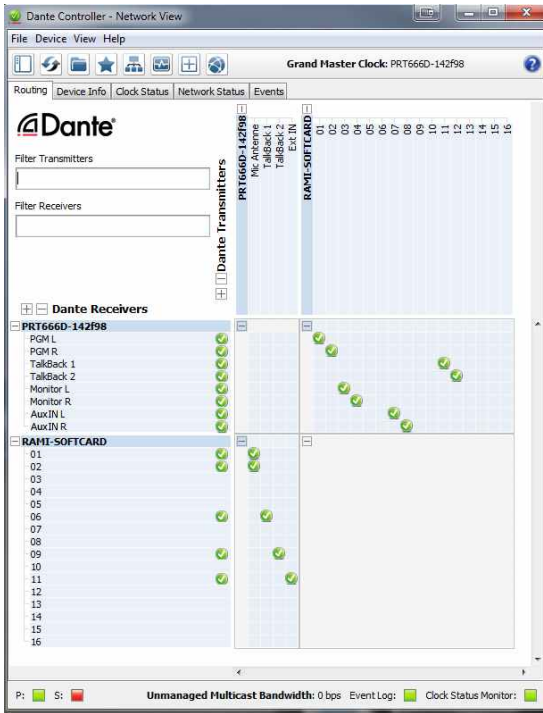 Dante Controller - Network View
File Device View Help
Grand Master Clock: PRT666D-142f98
Routing Device Info Clock Status Network Status Events
Dante
Filter Transmitters
Filter Receivers
Dante Transmitters
PRT666D-142f98
Mic Antenne
TalkBack 1
TalkBack 2
Ext IN
RAMI-SOFTCARD
01
02
03
04
05
06
07
08
09
10
11
12
13
14
15
16
Dante Receivers
PRT666D-142f98
PGM L
PGM R
TalkBack 1
TalkBack 2
Monitor L
Monitor R
AuxIN L
AuxIN R
RAMI-SOFTCARD
01
02
03
04
05
06
07
08
09
10
11
12
13
14
15
16
P: S: Unmanaged Multicast Bandwidth: 0 bps Event Log: Clock Status Monitor: